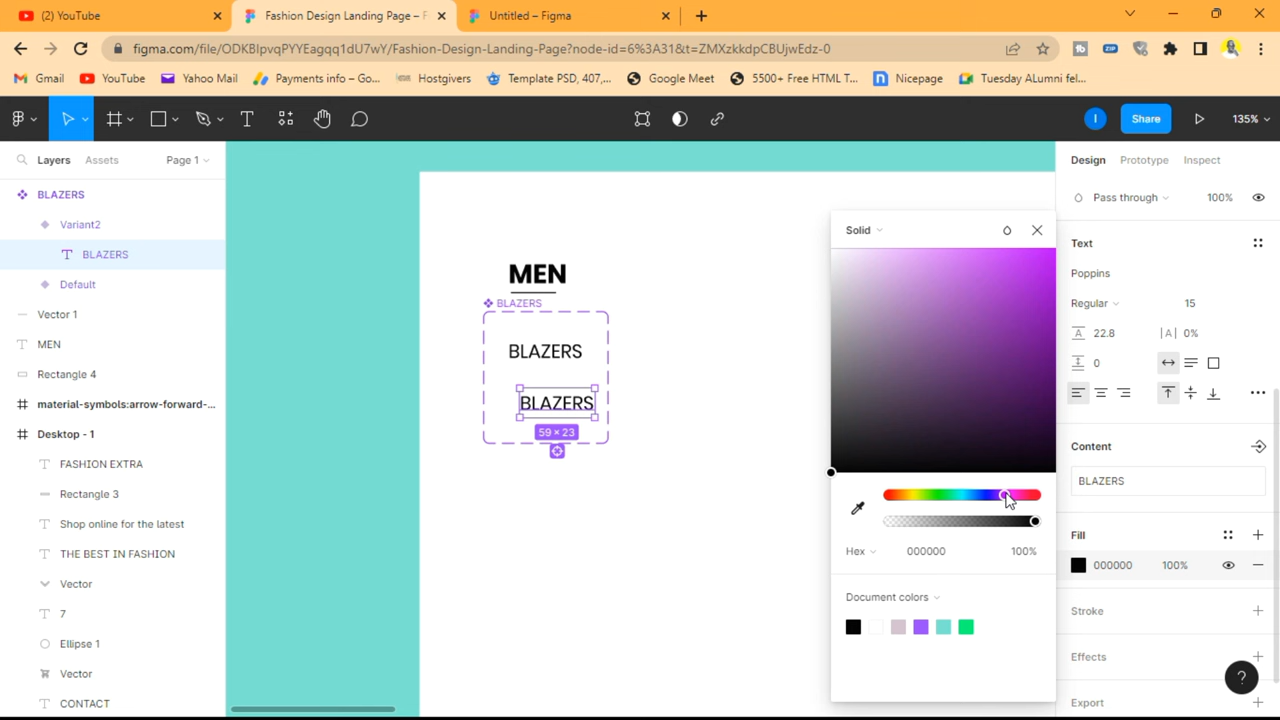 (2) YouTube
Fashion Design Landing Page – F
Untitled – Figma
figma.com/file/ODKBlpvqPYYEagqq1dU7wY/Fashion-Design-Landing-Page?node-id=6%3A31&t=ZMXzkkdpCBUjwEdz-0
Gmail
YouTube
Yahoo Mail
Payments info – Go...
Hostgivers
Template PSD, 407,...
Google Meet
5500+ Free HTML T...
Nicepage
Tuesday ALumni fel...
I
Share
135%
Layers
Assets
Page 1
BLAZERS
Variant2
BLAZERS
Default
Vector 1
MEN
Rectangle 4
material-symbols:arrow-forward-...
Desktop - 1
FASHION EXTRA
Rectangle 3
Shop online for the latest
THE BEST IN FASHION
Vector
7
Ellipse 1
Vector
CONTACT
MEN
BLAZERS
BLAZERS
BLAZERS
59 × 23
Solid
Hex
000000
100%
Document colors
Design
Prototype
Inspect
Pass through
100%
Text
Poppins
Regular
15
22.8
0%
0
Content
BLAZERS
Fill
000000
100%
Stroke
Effects
Export
?